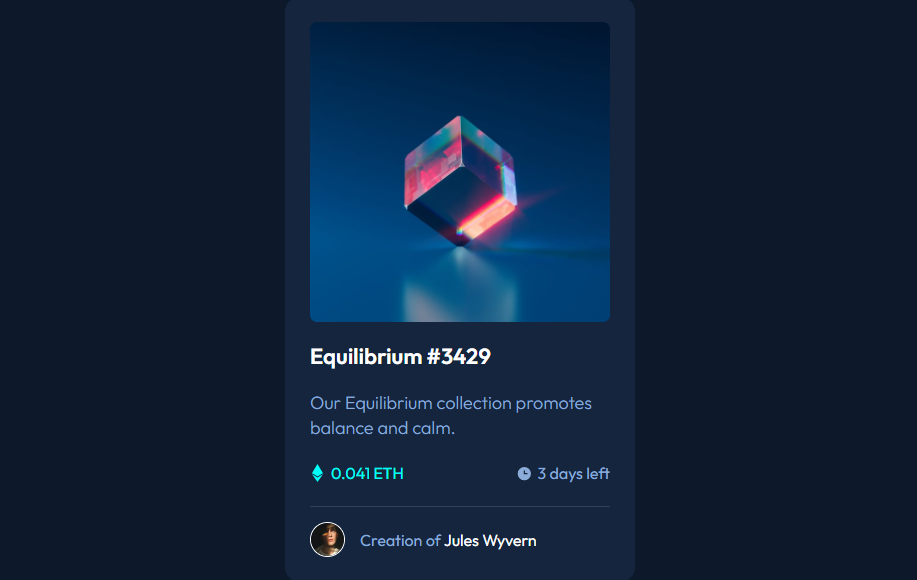 Equilibrium #3429
Our Equilibrium collection promotes
balance and calm.
0.041 ETH
3 days left
Creation of Jules Wyvern